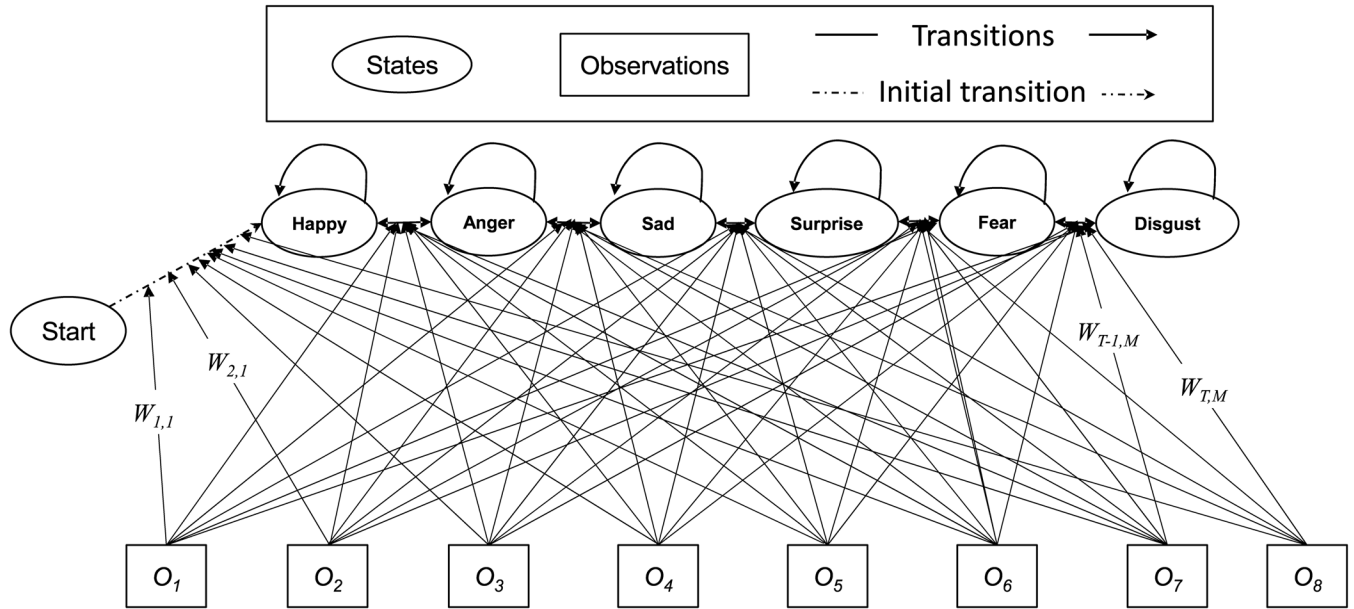 States
Observations
Transitions
Initial transition
Happy
Anger
Sad
Surprise
Fear
Disgust
Start
W1,1
W2,1
WT-1,M
WT,M
O1
O2
O3
O4
O5
O6
O7
O8